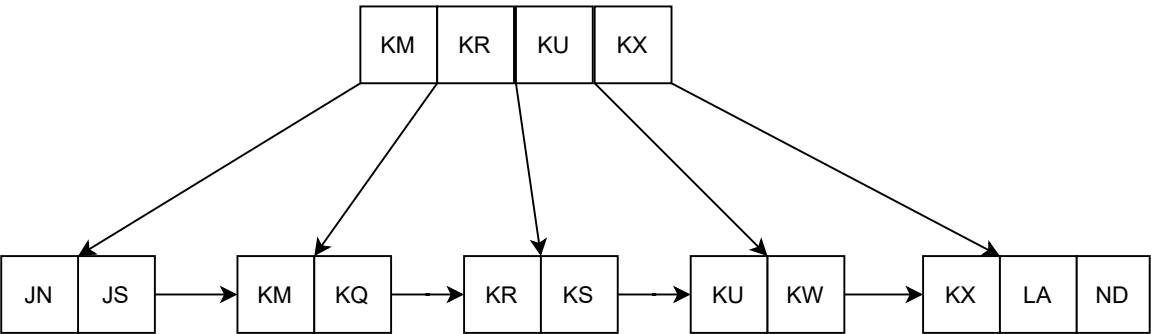 KM KR KU KX
JN JS KM KQ KR KS KU KW KX LA ND